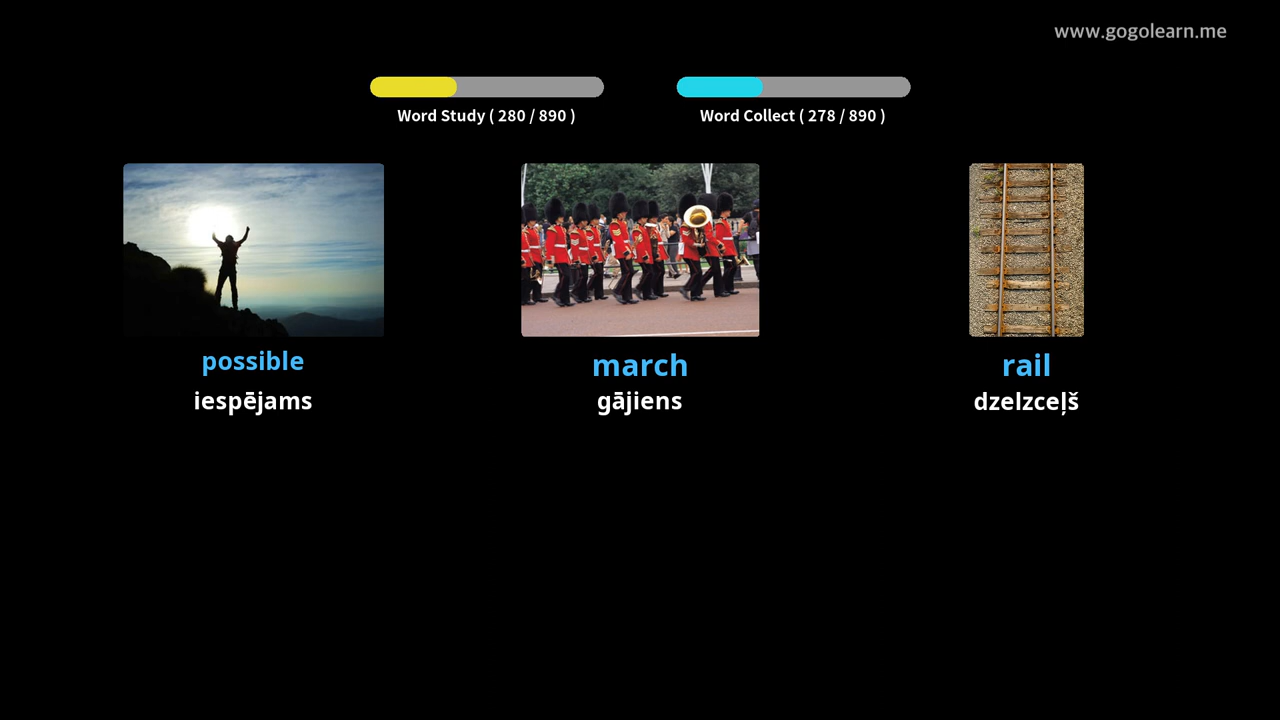 www.gogolearn.me
Word Study ( 280 / 890 )
Word Collect ( 278 / 890 )
possible
iespējams
march
gājiens
rail
dzelzceļš